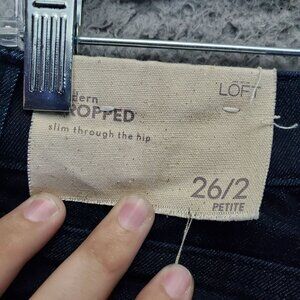 LOFT
dern
ROPPED
slim through the hip
26/2
PETITE